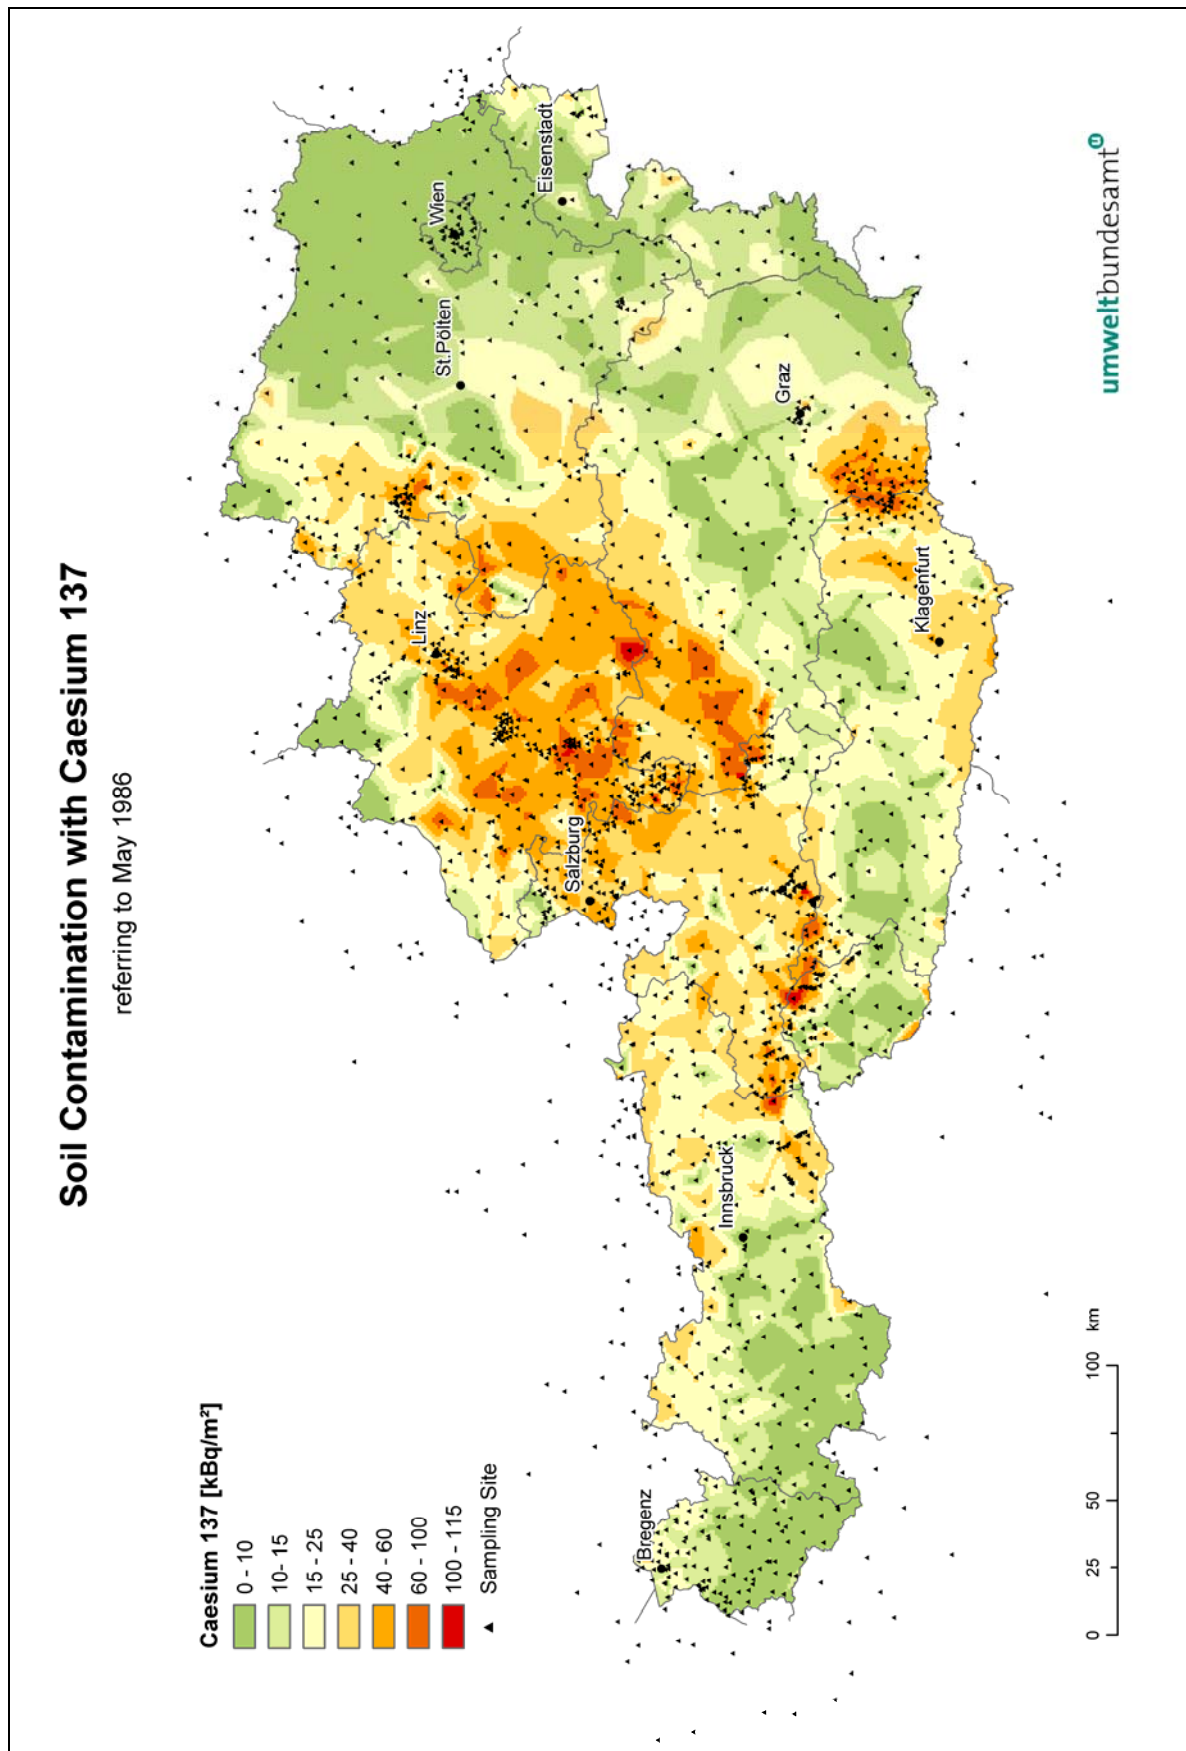 Soil Contamination with Caesium 137
referring to May 1986
Caesium 137 [kBq/m²]
0 - 10
10 - 15
15 - 25
25 - 40
40 - 60
60 - 100
100 - 115
Sampling Site
Linz
Wien
St.Pölten
Eisenstadt
Salzburg
Bregenz
Innsbruck
Graz
Klagenfurt
0 25 50 100 km
umweltbundesamt